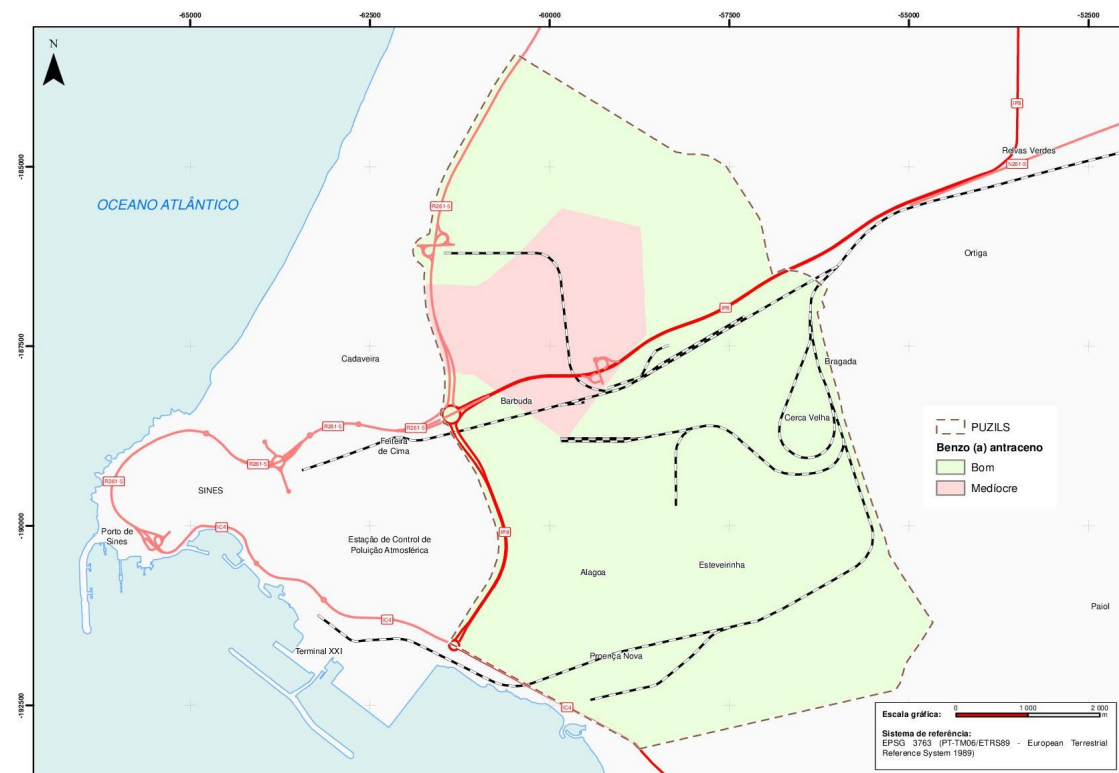 -65000
-62500
-60000
-57500
-55000
-52500
N
IP8
Relvas Verdes
N261-3
-185000
OCEANO ATLÂNTICO
R261-5
Ortiga
IP8
-187500
Cadaveira
Bragada
Barbuda
Cerca Velha
R261-5
R261-5
Feiteira
de Cima
R261-5
R261-5
SINES
PUZILS
Benzo (a) antraceno
Bom
Medíocre
-190000
Porto de
Sines
IC4
IP8
Estação de Control de
Poluição Atmosférica
Alagoa
Esteveirinha
Paiol
IC4
Terminal XXI
Proença Nova
-192500
IC4
Escala gráfica:
0
1 000
2 000
m
Sistema de referência:
EPSG 3763 (PT-TM06/ETRS89 - European Terrestrial
Reference System 1989)